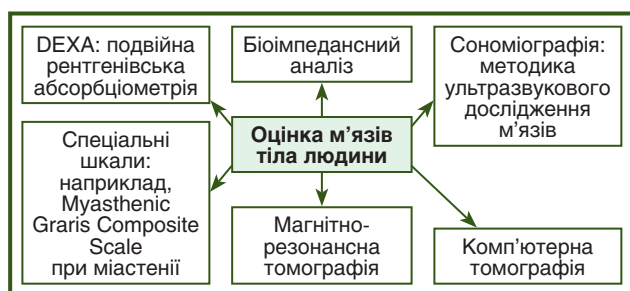 DEXA: подвійна
рентгенівська
абсорбціометрія
Біоімпедансний
аналіз
Сономіографія:
методика
ультразвукового
дослідження
м’язів
Оцінка м’язів
тіла людини
Спеціальні
шкали:
наприклад,
Myasthenic
Graris Composite
Scale
при міастенії
Магнітно-
резонансна
томографія
Комп’ютерна
томографія